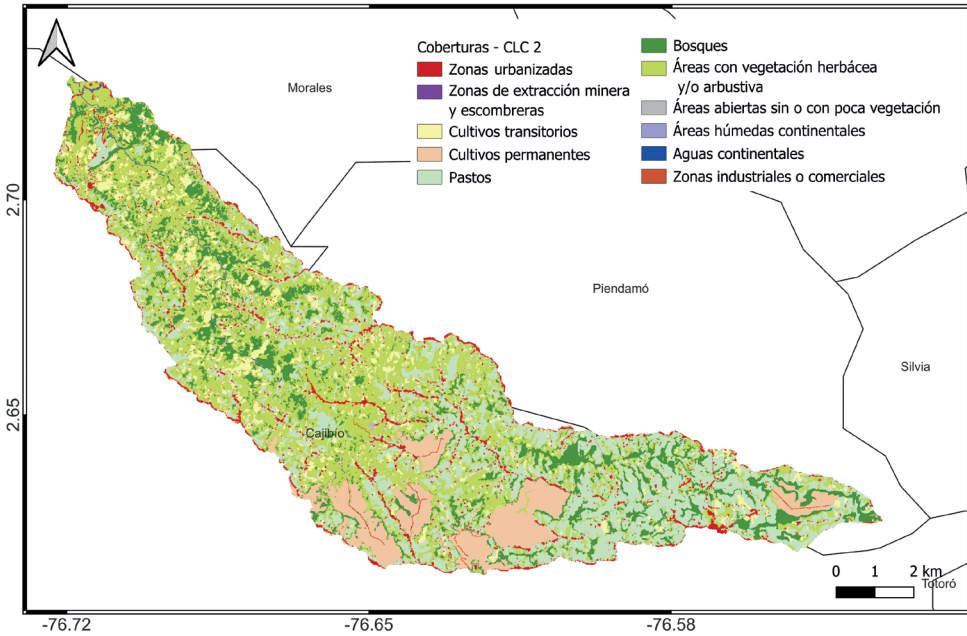 Coberturas - CLC 2
Zonas urbanizadas
Zonas de extracción minera
y escombreras
Cultivos transitorios
Cultivos permanentes
Pastos
Bosques
Áreas con vegetación herbácea
y/o arbustiva
Áreas abiertas sin o con poca vegetación
Áreas húmedas continentales
Aguas continentales
Zonas industriales o comerciales
Morales
Piendamó
Silvia
Cajibío
Totoró
2.70
2.65
0 1 2 km
-76.72 -76.65 -76.58